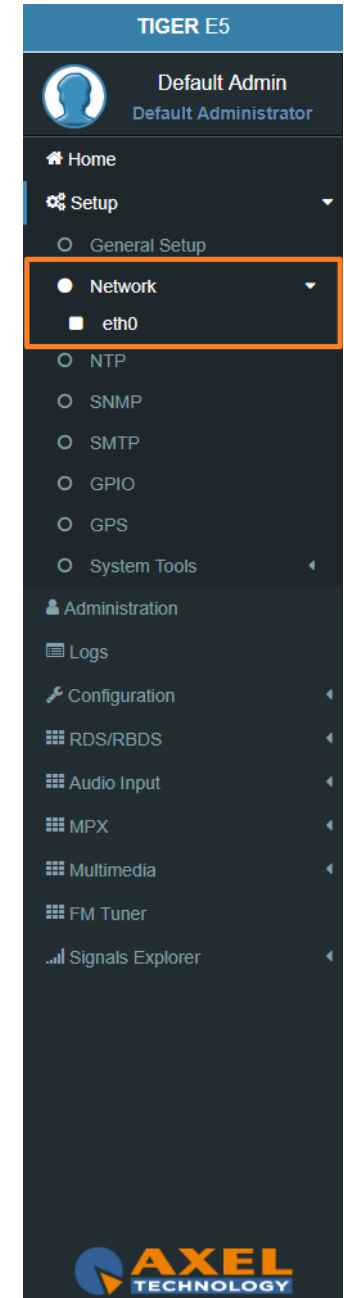 TIGER E5
Default Admin
Default Administrator
Home
Setup
General Setup
Network
eth0
NTP
SNMP
SMTP
GPIO
GPS
System Tools
Administration
Logs
Configuration
RDS/RBDS
Audio Input
MPX
Multimedia
FM Tuner
Signals Explorer
AXEL
TECHNOLOGY